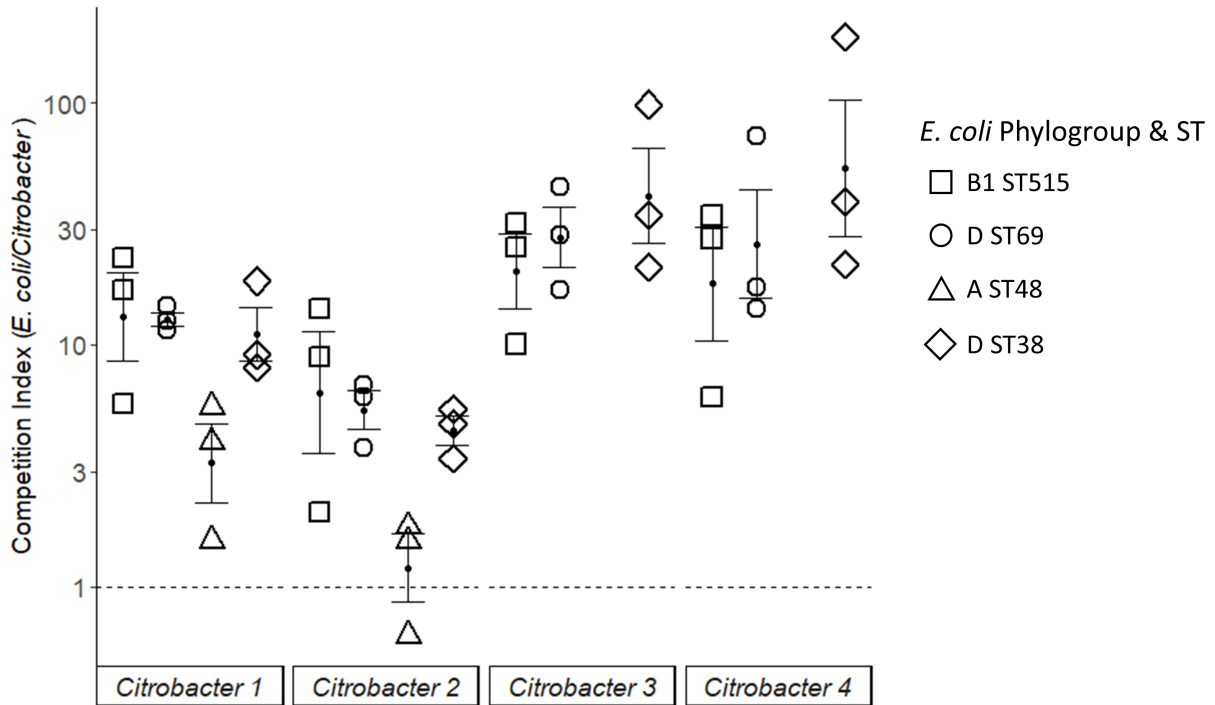 Competition Index (E. coli/Citrobacter)
100
30
10
3
1
Citrobacter 1
Citrobacter 2
Citrobacter 3
Citrobacter 4
E. coli Phylogroup & ST
B1 ST515
D ST69
A ST48
D ST38